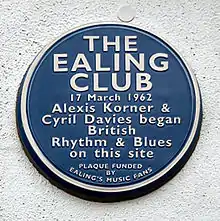 THE
EALING
CLUB
17 March 1962
Alexis Korner &
Cyril Davies began
British
Rhythm & Blues
on this site
PLAQUE FUNDED
BY
EALING'S MUSIC FANS